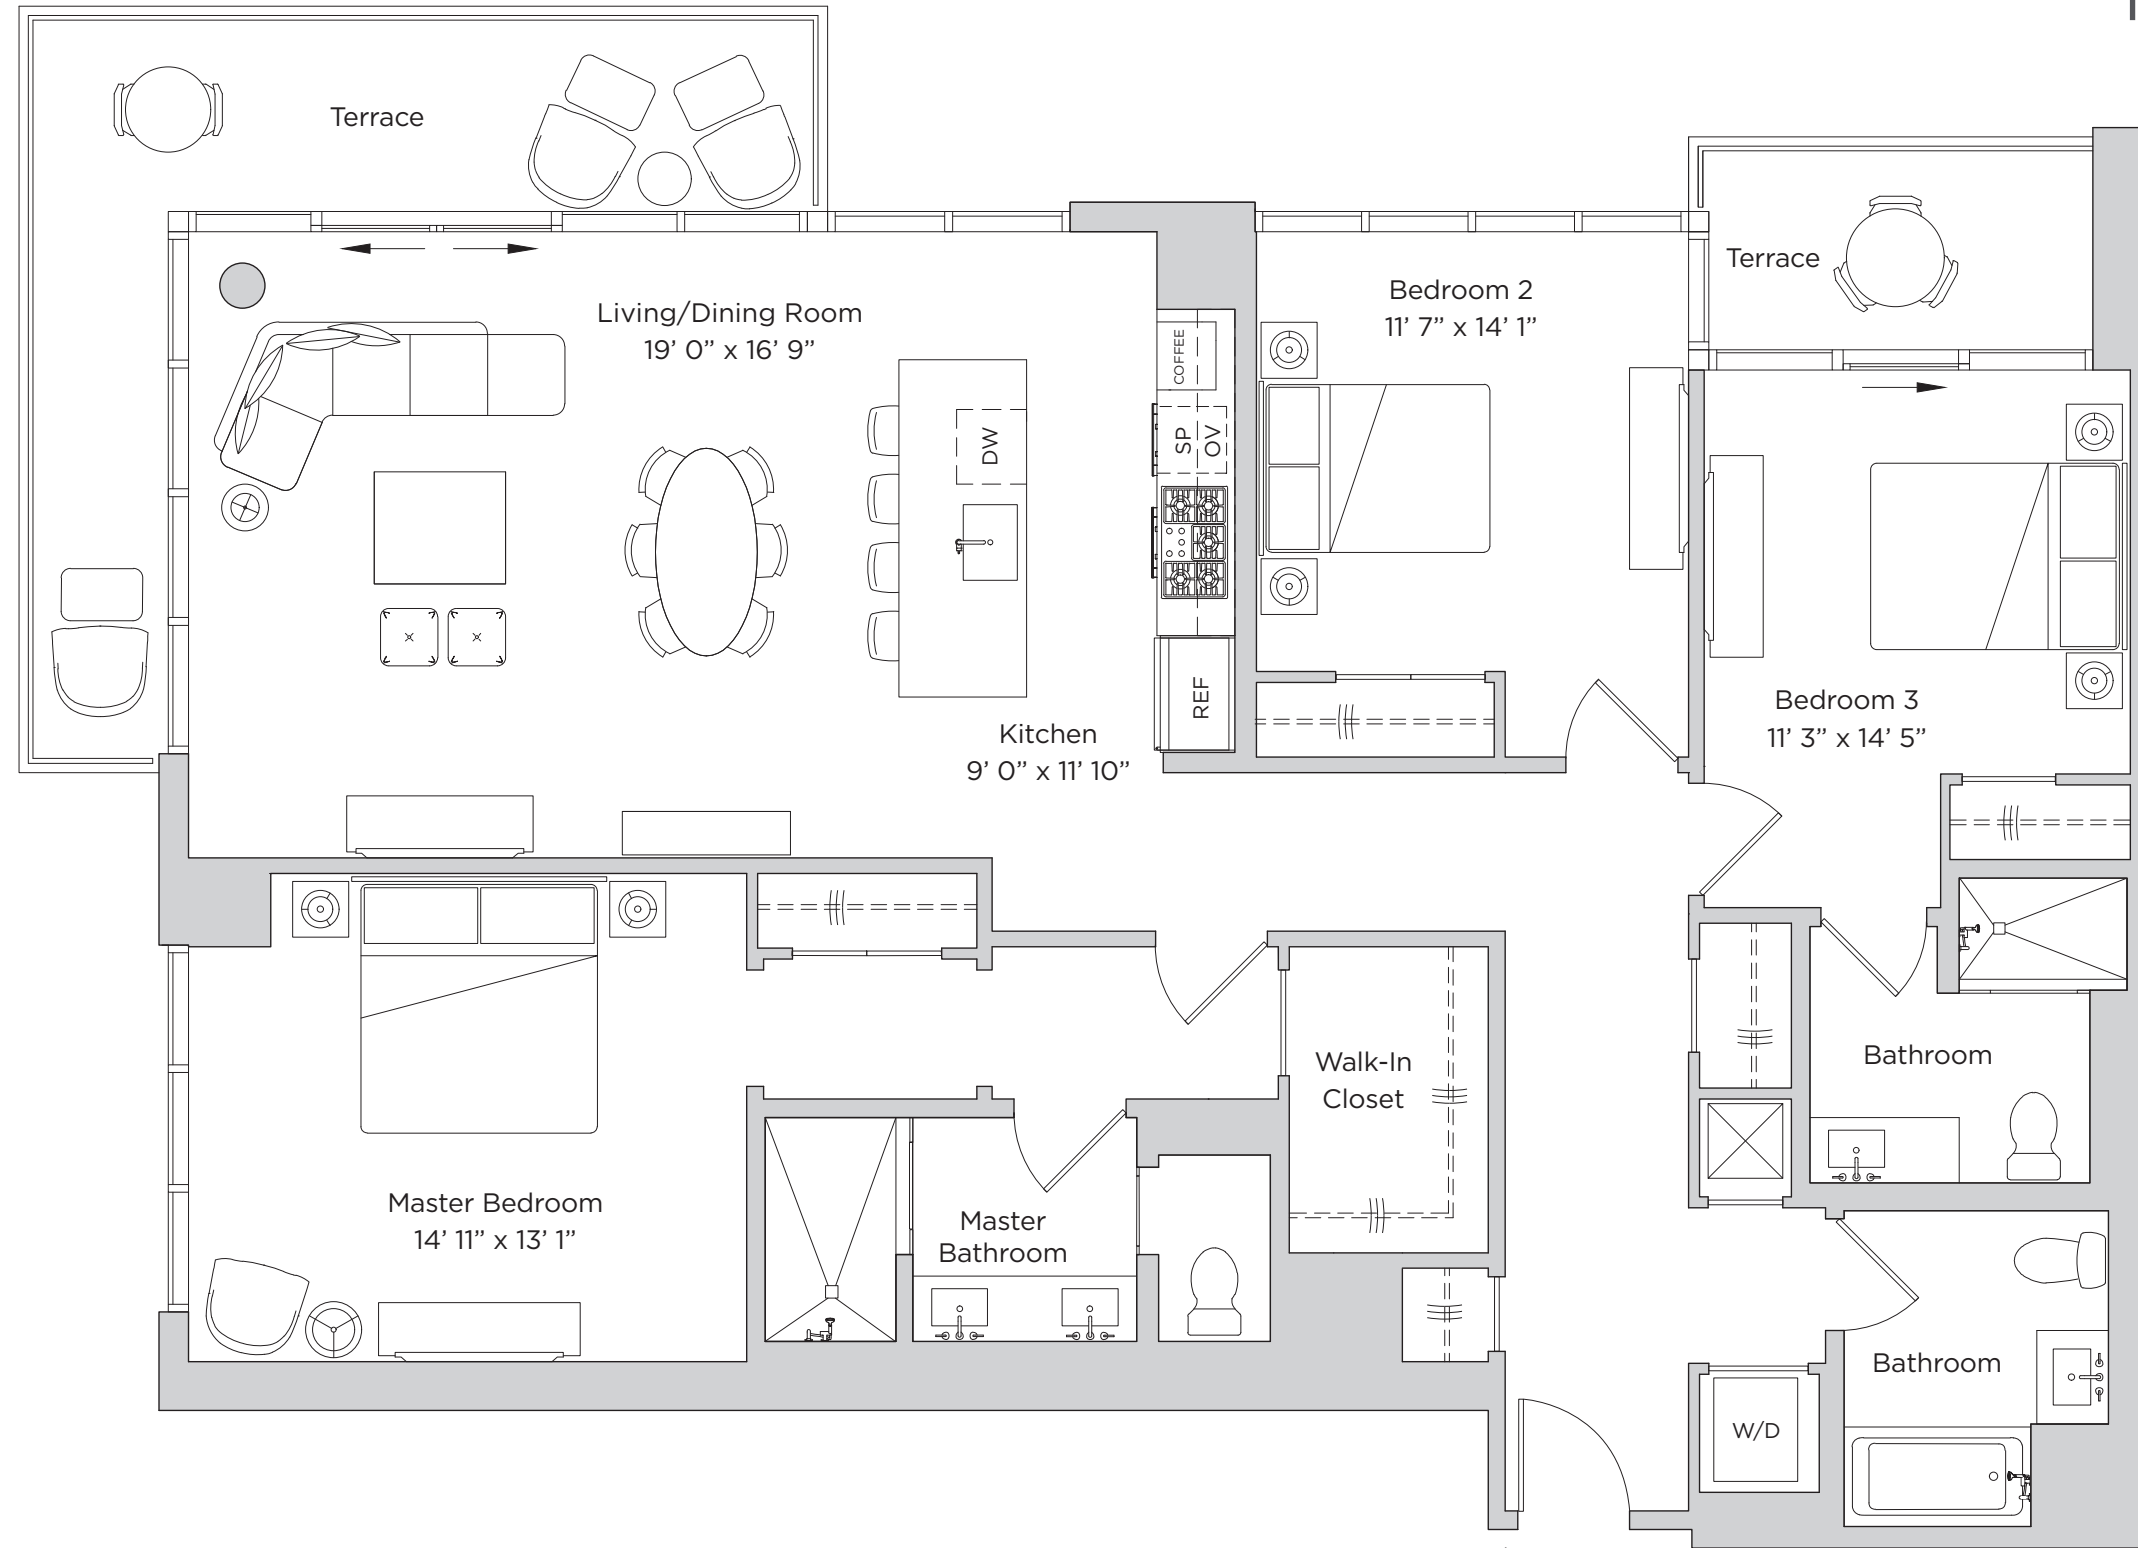 Terrace
Terrace
Living/Dining Room
19’ 0” x 16’ 9”
Bedroom 2
11’ 7” x 14’ 1”
COFFEE
SP
OV
DW
REF
Kitchen
9’ 0” x 11’ 10”
Bedroom 3
11’ 3” x 14’ 5”
Walk-In
Closet
Bathroom
Master Bedroom
14’ 11” x 13’ 1”
Master
Bathroom
Bathroom
W/D